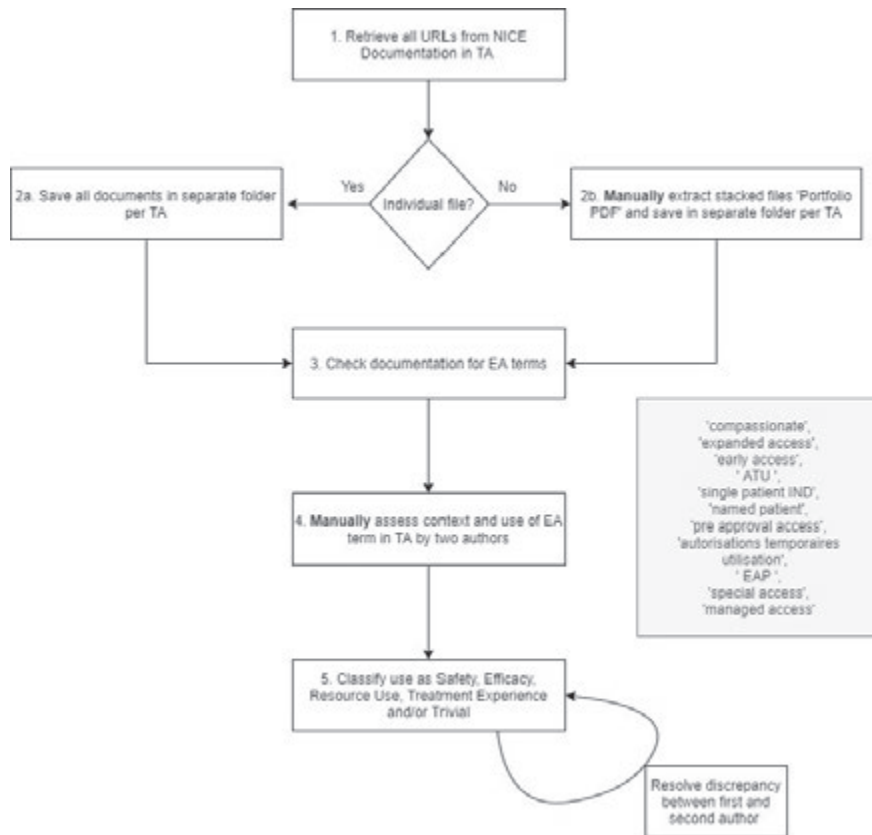 1. Retrieve all URLs from NICE
Documentation in TA
Yes
No
Individual file?
2a. Save all documents in separate folder
per TA
2b. Manually extract stacked files 'Portfolio
PDF' and save in separate folder per TA
3. Check documentation for EA terms
'compassionate',
'expanded access',
'early access',
' ATU ',
'single patient IND',
'named patient',
'pre approval access',
'autorisations temporaires
utilisation',
' EAP ',
'special access',
'managed access'
4. Manually assess context and use of EA
term in TA by two authors
5. Classify use as Safety, Efficacy,
Resource Use, Treatment Experience
and/or Trivial
Resolve discrepancy
between first and
second author